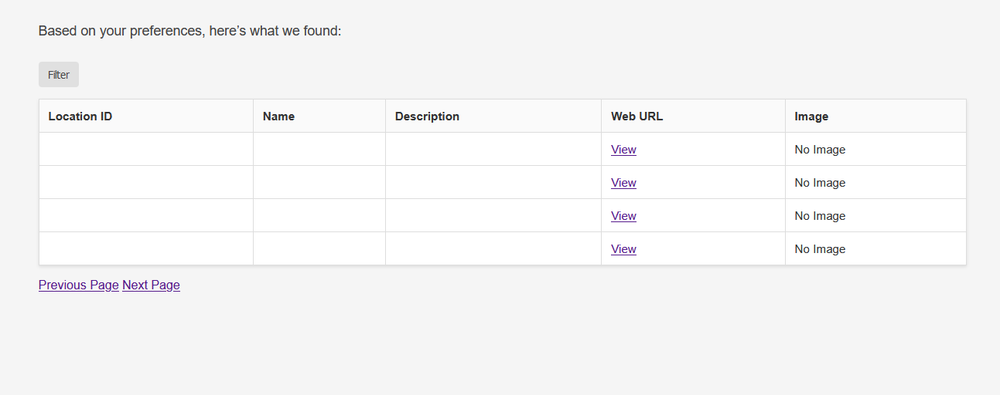 Based on your preferences, here’s what we found:
Filter
Location ID Name Description Web URL Image
View No Image
View No Image
View No Image
View No Image
Previous Page Next Page